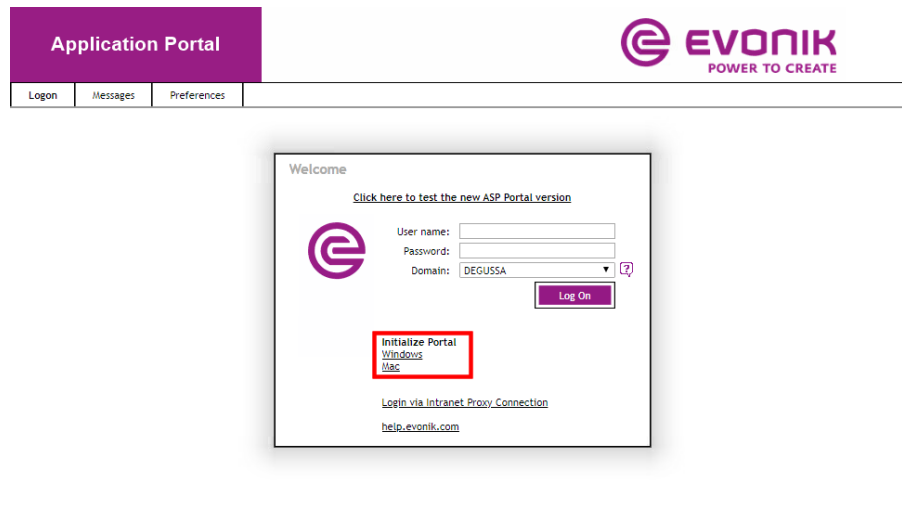 Application Portal
EVONIK
POWER TO CREATE
Logon Messages Preferences
Welcome
Click here to test the new ASP Portal version
User name:
Password:
Domain: DEGUSSA
Log On
Initialize Portal
Windows
Mac
Login via Intranet Proxy Connection
help.evonik.com